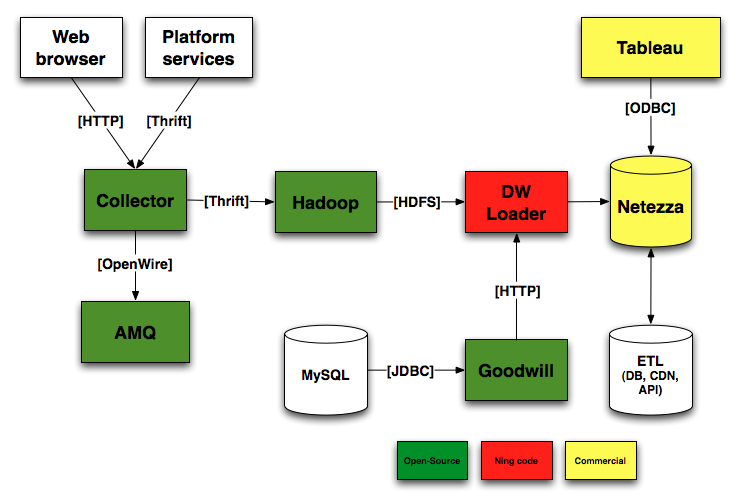 Web
browser
Platform
services
Tableau
[HTTP]
[Thrift]
[ODBC]
Collector
[Thrift]
Hadoop
[HDFS]
DW
Loader
Netezza
[OpenWire]
[HTTP]
AMQ
MySQL
[JDBC]
Goodwill
ETL
(DB, CDN,
API)
Open-Source
Ning code
Commercial